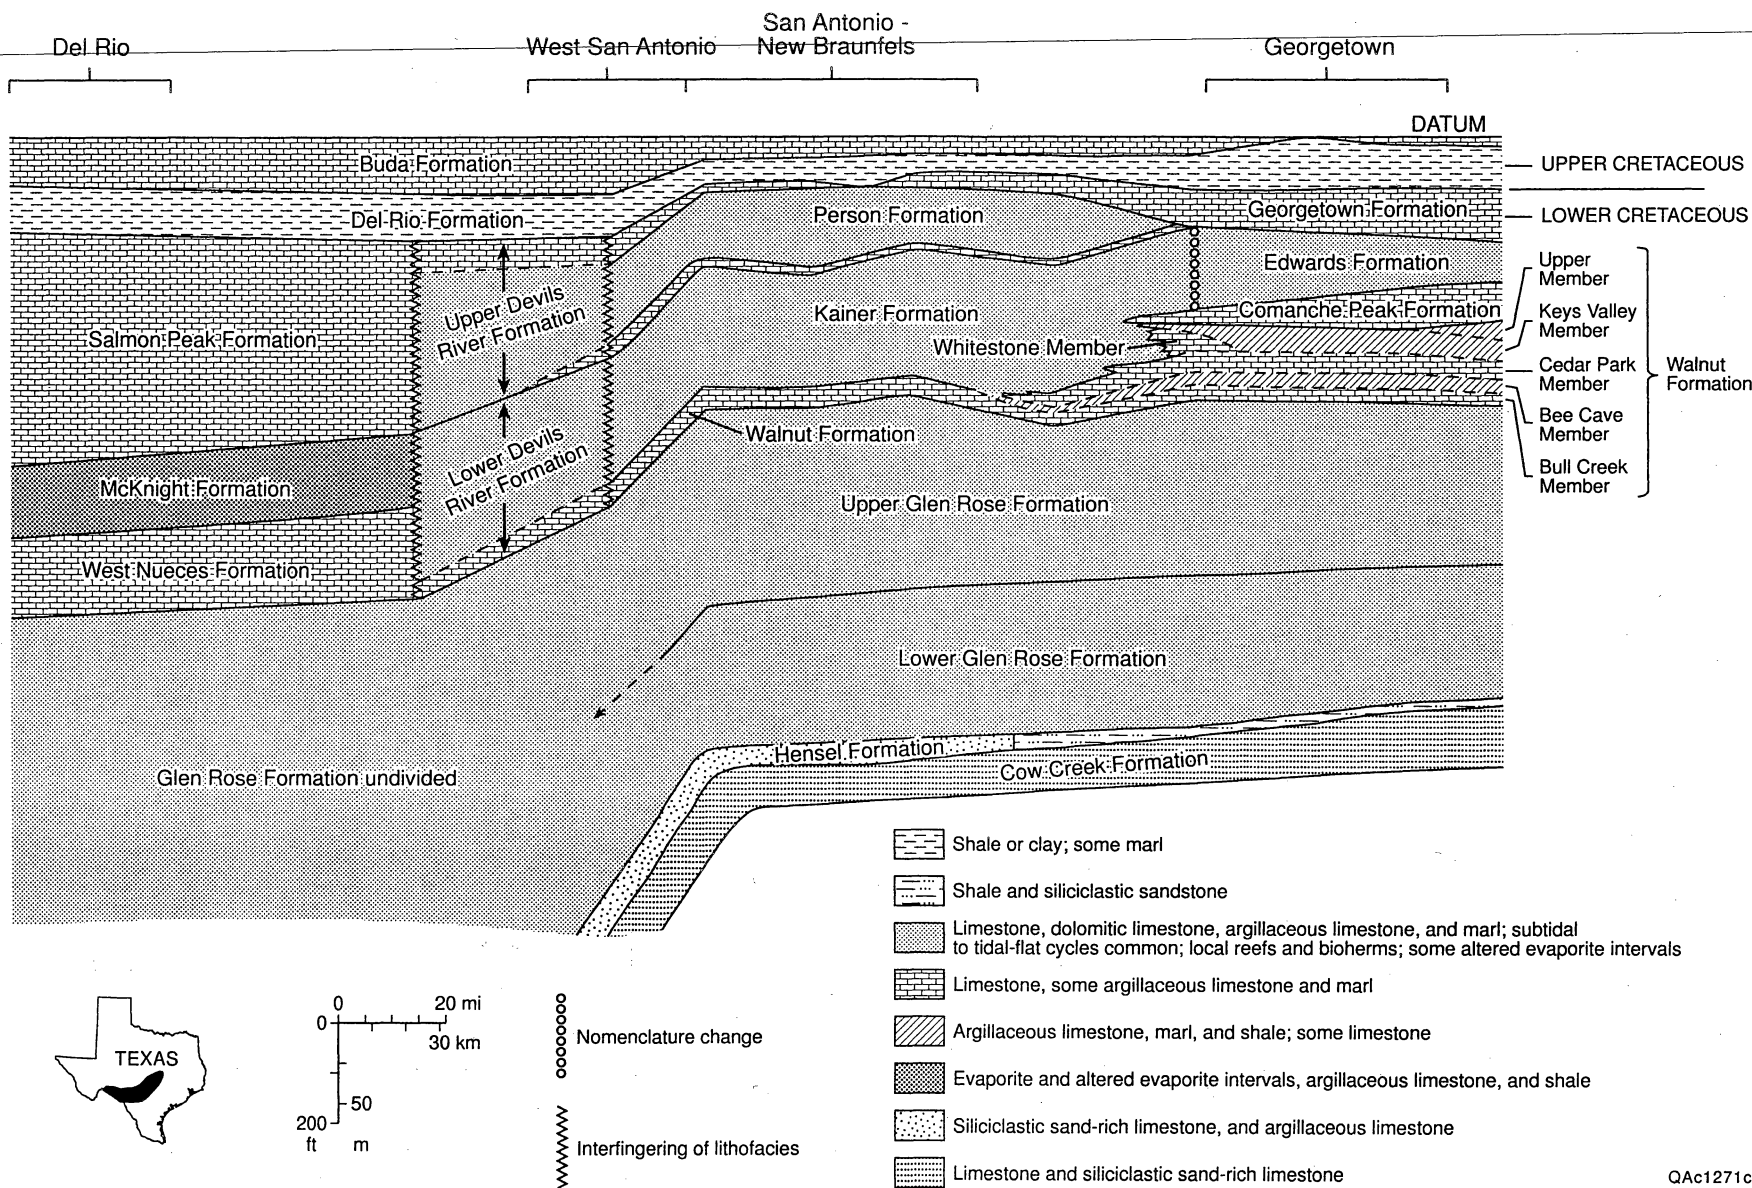 Del Rio
West San Antonio
San Antonio -
New Braunfels
Georgetown
DATUM
Buda Formation
UPPER CRETACEOUS
Del Rio Formation
Person Formation
Georgetown Formation
LOWER CRETACEOUS
Edwards Formation
Upper
Member
Upper Devils
River Formation
Kainer Formation
Comanche Peak Formation
Keys Valley
Member
Salmon Peak Formation
Whitestone Member
Cedar Park
Member
Walnut
Formation
Bee Cave
Member
Walnut Formation
Lower Devils
River Formation
Bull Creek
Member
McKnight Formation
Upper Glen Rose Formation
West Nueces Formation
Lower Glen Rose Formation
Hensel Formation
Cow Creek Formation
Glen Rose Formation undivided
Shale or clay; some marl
Shale and siliciclastic sandstone
Limestone, dolomitic limestone, argillaceous limestone, and marl; subtidal
to tidal-flat cycles common; local reefs and bioherms; some altered evaporite intervals
Limestone, some argillaceous limestone and marl
Argillaceous limestone, marl, and shale; some limestone
Evaporite and altered evaporite intervals, argillaceous limestone, and shale
Siliciclastic sand-rich limestone, and argillaceous limestone
Limestone and siliciclastic sand-rich limestone
TEXAS
0 20 mi
0
30 km
50
200
ft m
Nomenclature change
Interfingering of lithofacies
QAc1271c